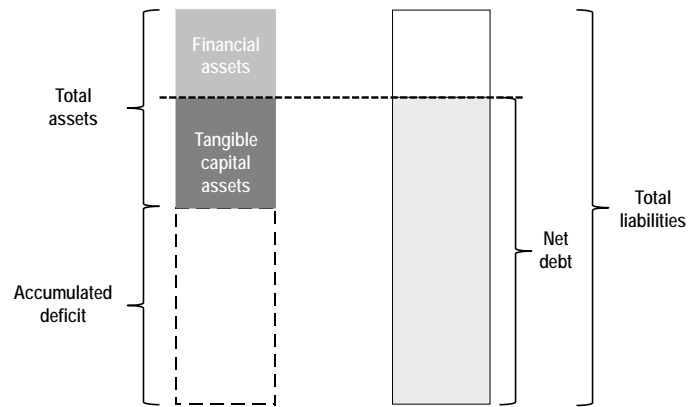 Financial
assets
Total
assets
Tangible
capital
assets
Total
liabilities
Net
debt
Accumulated
deficit